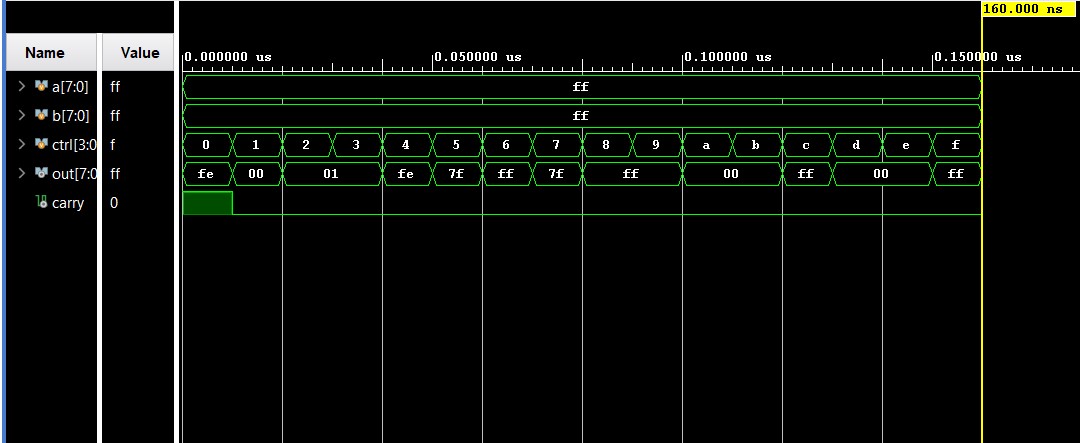 160.000 ns
Name Value
0.000000 us 0.050000 us 0.100000 us 0.150000 us
a[7:0] ff ff
b[7:0] ff ff
ctrl[3:0 f 0 1 2 3 4 5 6 7 8 9 a b c d e f
out[7:0 ff fe 00 01 fe 7f ff 7f ff 00 ff 00 ff
carry 0